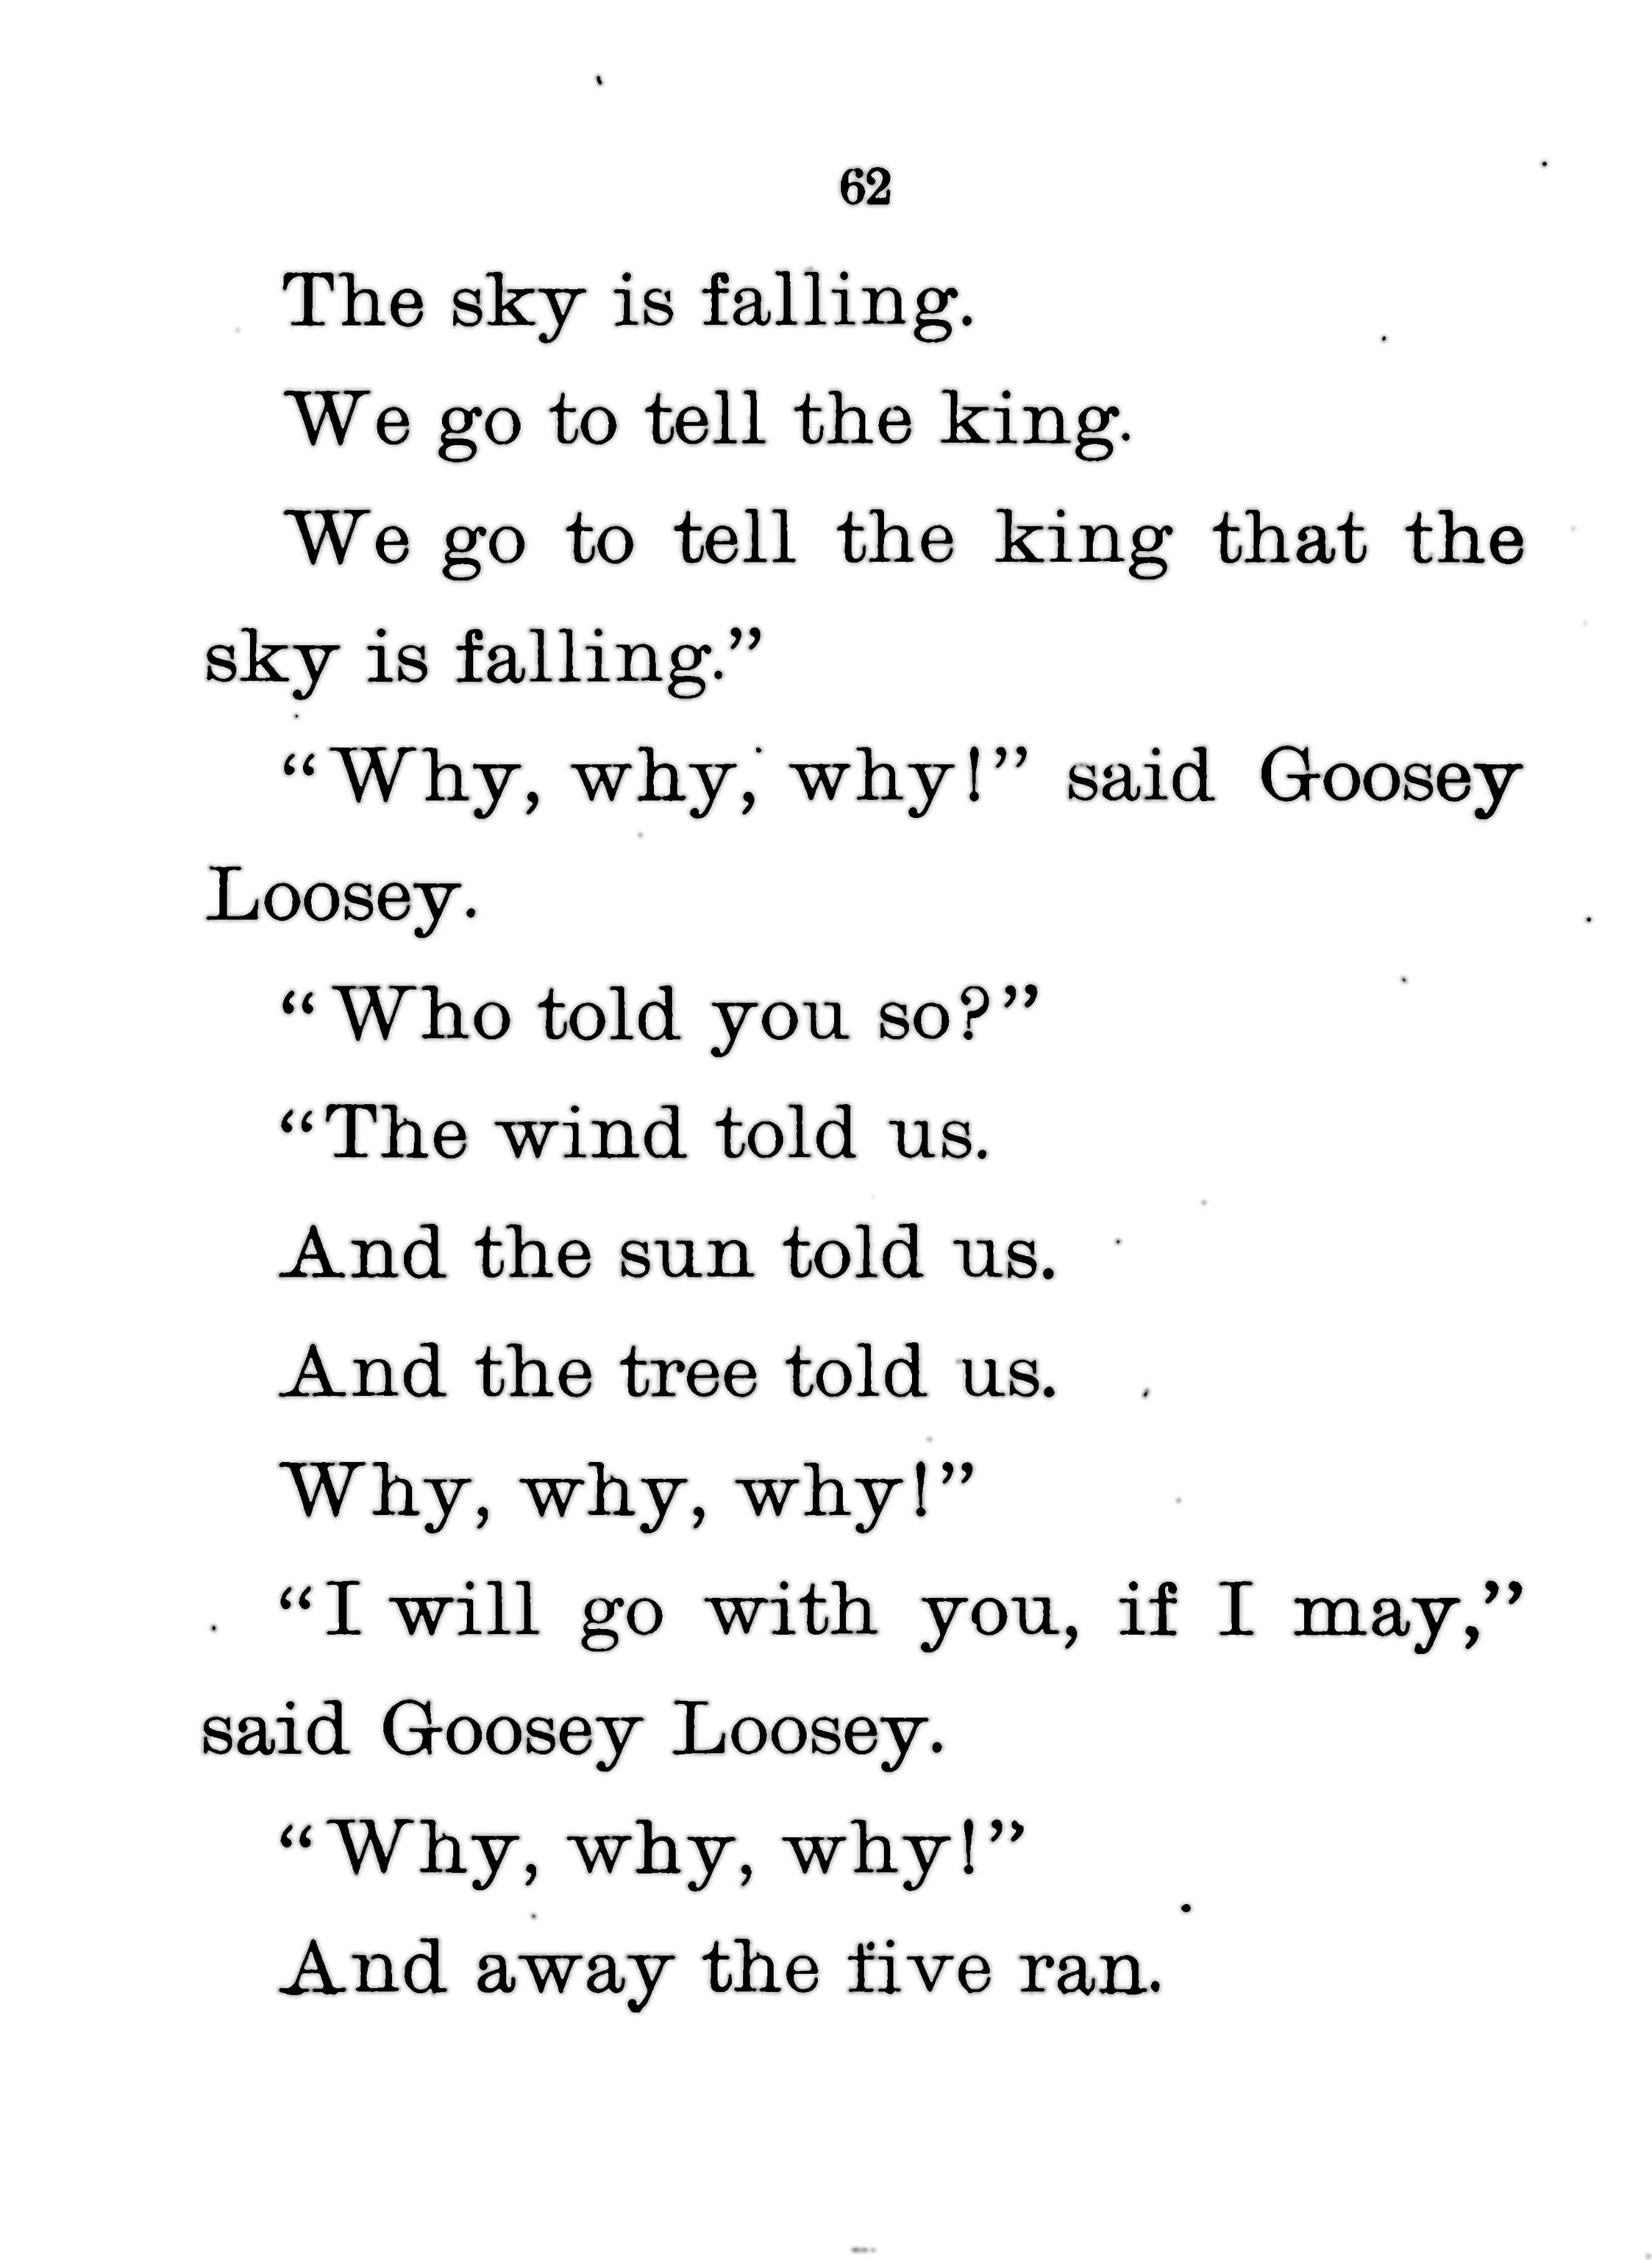 62
The sky is falling.
We go to tell the king.
We go to tell the king that the
sky is falling.”
“Why, why, why!” said Goosey
Loosey.
“Who told you so?”
“The wind told us.
And the sun told us.
And the tree told us.
Why, why, why!”
“I will go with you, if I may,”
said Goosey Loosey.
“Why, why, why!”
And away the five ran.